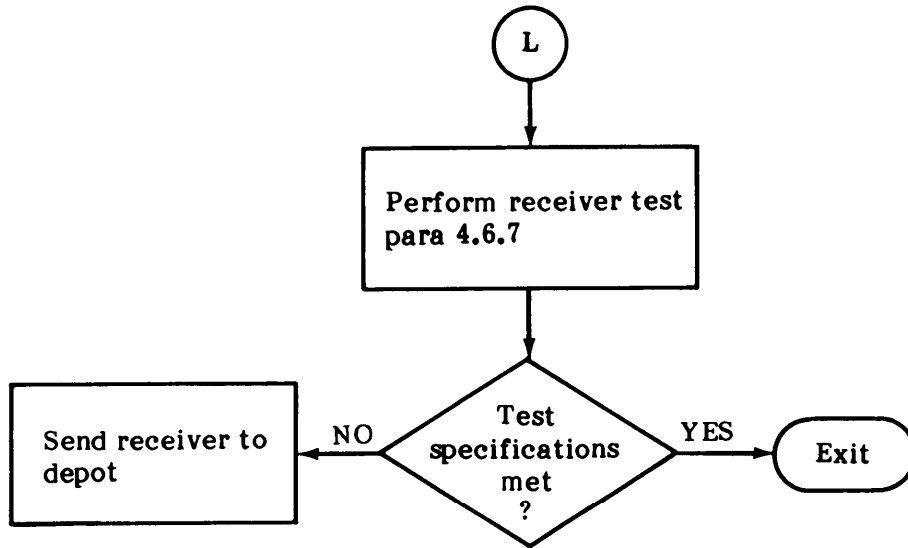 L
Perform receiver test
para 4.6.7
Test
specifications
met
?
NO
YES
Send receiver to
depot
Exit